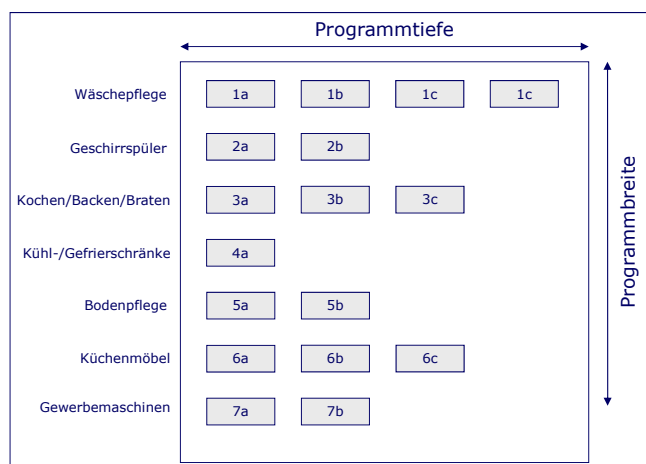 Programmtiefe
Wäschepflege 1a 1b 1c 1c
Geschirrspüler 2a 2b
Kochen/Backen/Braten 3a 3b 3c
Kühl-/Gefrierschränke 4a
Bodenpflege 5a 5b
Küchenmöbel 6a 6b 6c
Gewerbemaschinen 7a 7b
Programmbreite